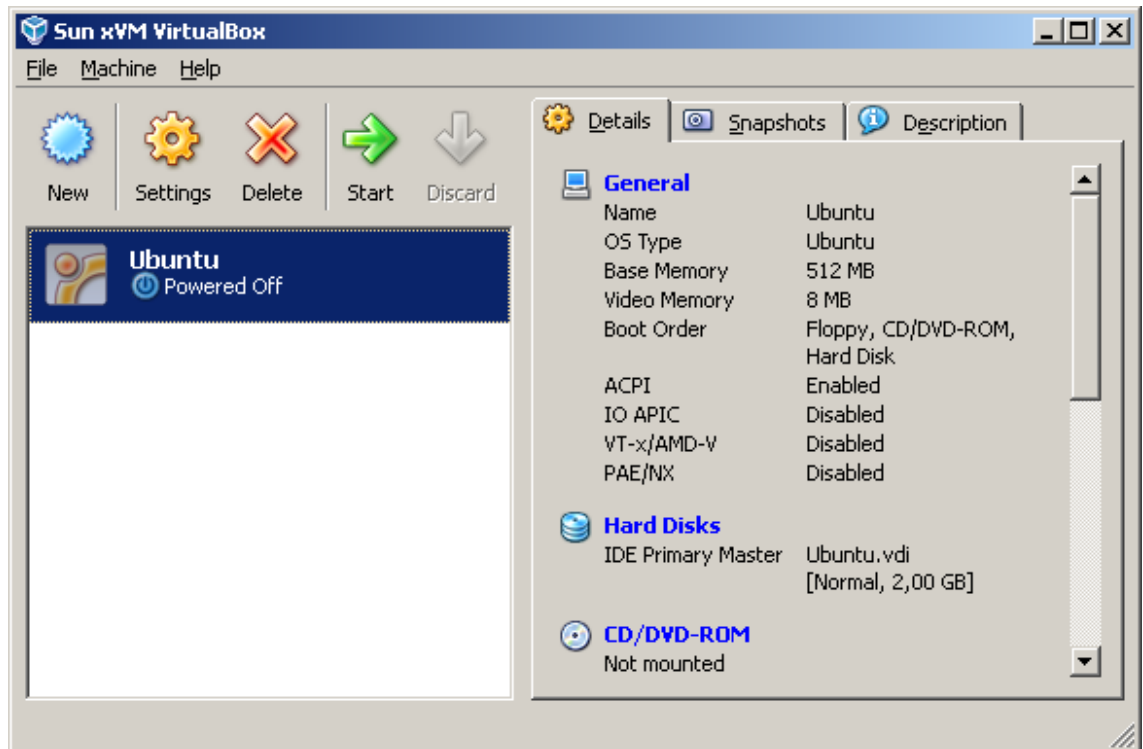 Sun xVM VirtualBox
File Machine Help
New Settings Delete Start Discard
Ubuntu
Powered Off
Details Snapshots Description
General
Name Ubuntu
OS Type Ubuntu
Base Memory 512 MB
Video Memory 8 MB
Boot Order Floppy, CD/DVD-ROM,
Hard Disk
ACPI Enabled
IO APIC Disabled
VT-x/AMD-V Disabled
PAE/NX Disabled
Hard Disks
IDE Primary Master Ubuntu.vdi
[Normal, 2,00 GB]
CD/DVD-ROM
Not mounted